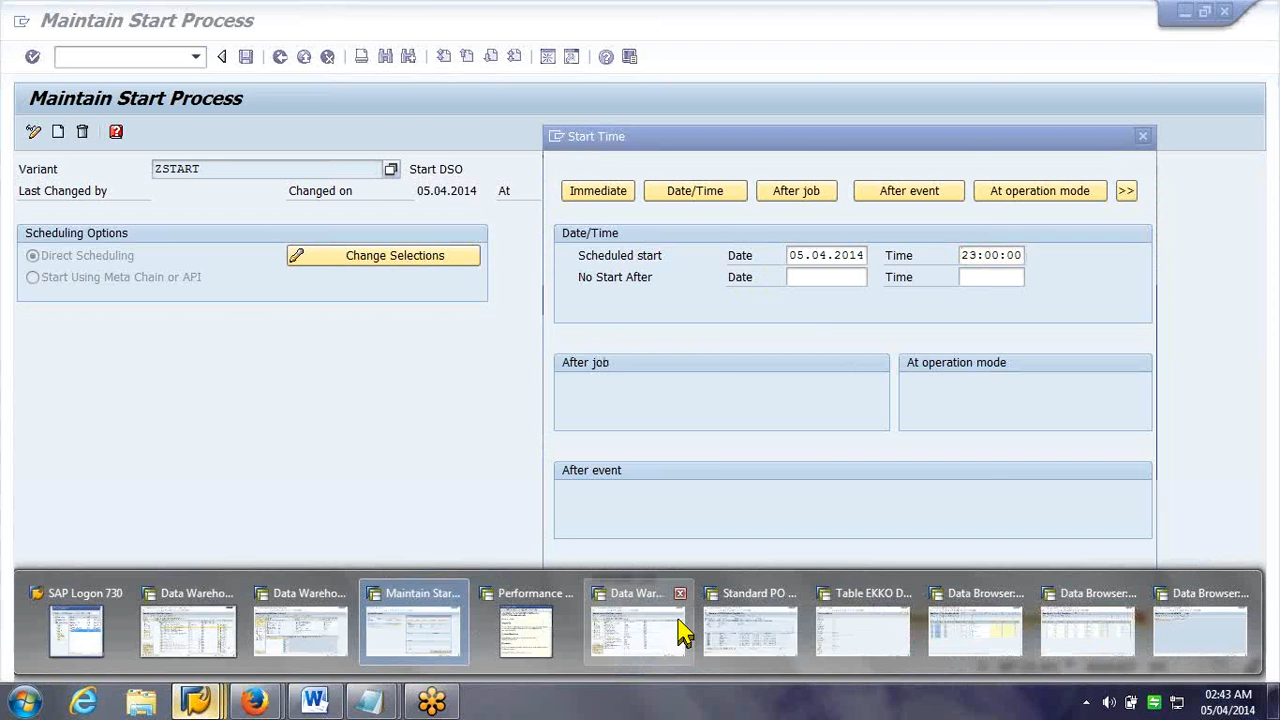 Maintain Start Process
Maintain Start Process
Variant ZSTART Start DSO
Last Changed by Changed on 05.04.2014 At
Scheduling Options
Direct Scheduling Change Selections
Start Using Meta Chain or API
Start Time
Immediate Date/Time After job After event At operation mode >>
Date/Time
Scheduled start Date 05.04.2014 Time 23:00:00
No Start After Date Time
After job At operation mode
After event
SAP Logon 730 Data Wareho... Data Wareho... Maintain Star... Performance ... Data War... Standard PO ... Table EKKO D... Data Browser:... Data Browser:... Data Browser:...
02:43 AM
05/04/2014